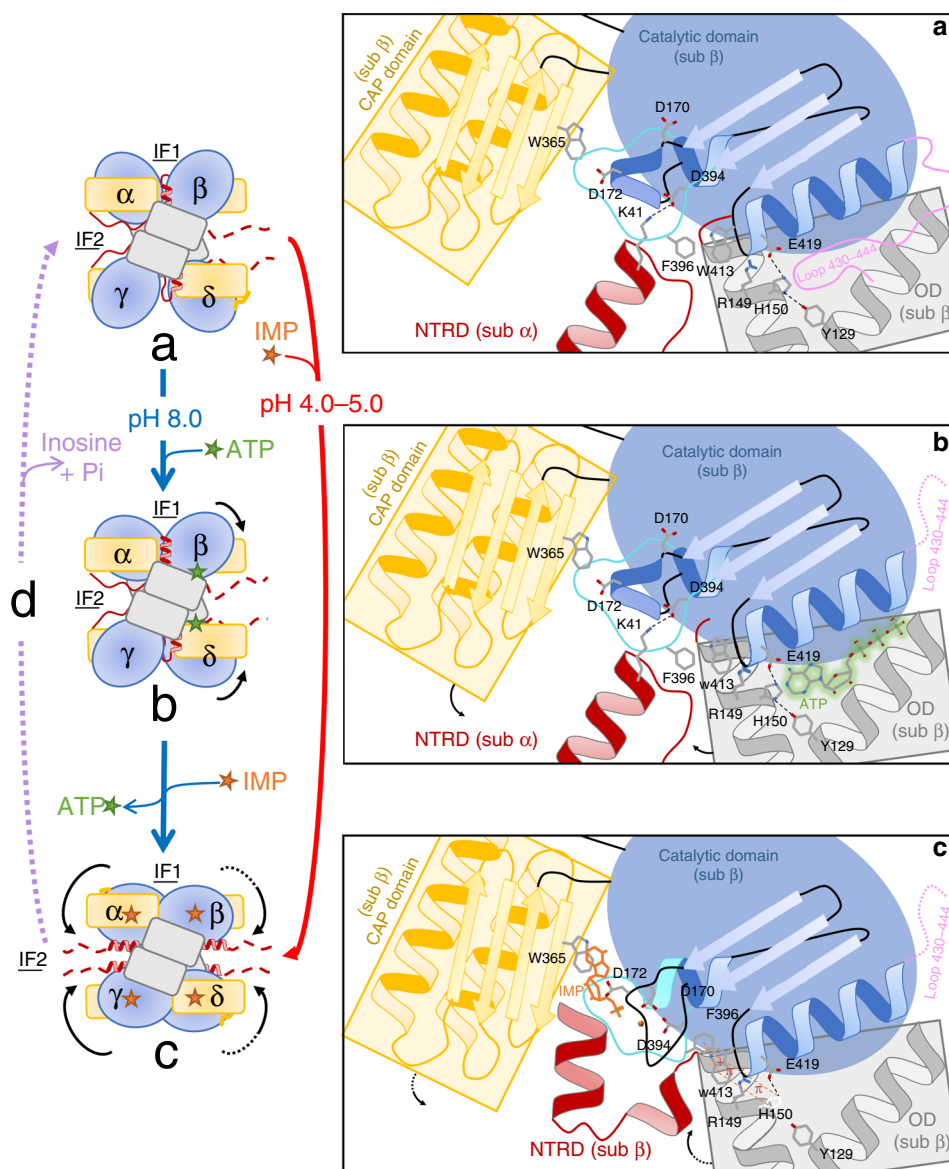 IF1
α
β
IF2
γ
δ
a
IMP
pH 8.0
pH 4.0–5.0
ATP
Inosine
+ Pi
IF1
α
β
d
IF2
γ
δ
b
ATP
IMP
IF1
α
β
IF2
γ
δ
c
a
(sub β)
CAP domain
Catalytic domain
(sub β)
D170
W365
D172
D394
K41
F396
W413
E419
Loop 430–444
R149
H150
Y129
OD
(sub β
NTRD (sub α)
b
(sub β)
CAP domain
Catalytic domain
(sub β)
D170
W365
D172
D394
K41
F396
w413
E419
Loop 430–444
R149
ATP
H150
Y129
OD
(sub β)
NTRD (sub α)
c
(sub β)
CAP domain
Catalytic domain
(sub β)
Loop 430–444
W365
D172
IMP
D170
F396
D394
E419
w413
π
π
R149
H150
Y129
OD
(sub β)
NTRD (sub β)